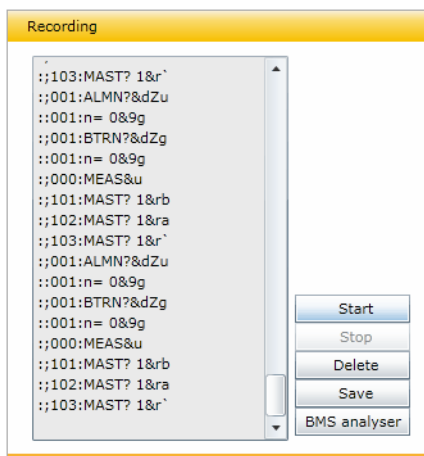 Recording
:;103:MAST? 1&r`
:;001:ALMN?&dZu
::001:n= 0&9g
:;001:BTRN?&dZg
::001:n= 0&9g
:;000:MEAS&u
:;101:MAST? 1&rb
:;102:MAST? 1&ra
:;103:MAST? 1&r`
:;001:ALMN?&dZu
::001:n= 0&9g
:;001:BTRN?&dZg
::001:n= 0&9g
:;000:MEAS&u
:;101:MAST? 1&rb
:;102:MAST? 1&ra
:;103:MAST? 1&r`
Start
Stop
Delete
Save
BMS analyser